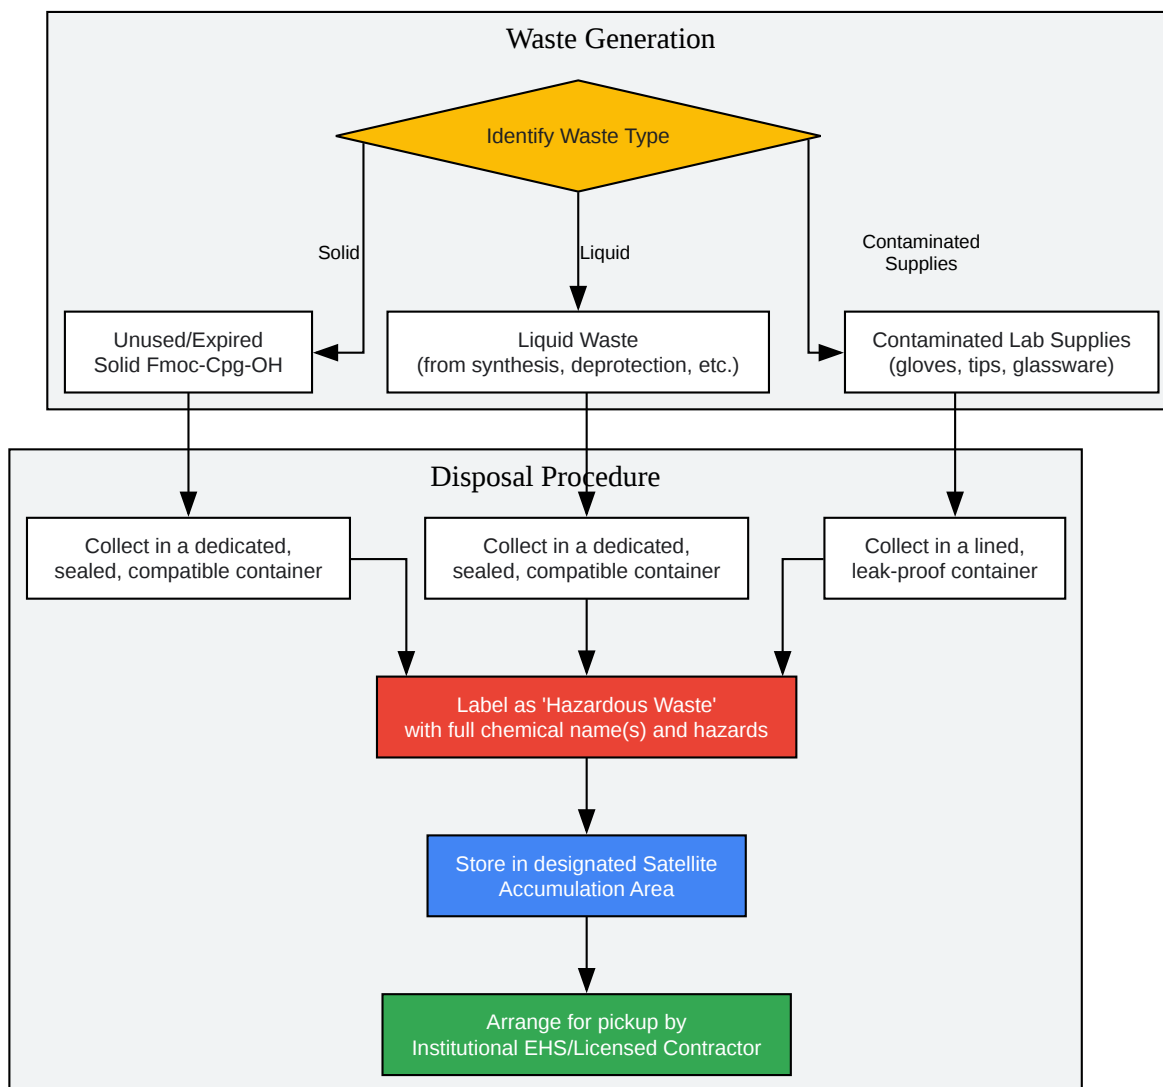 Waste Generation
Identify Waste Type
Solid
Liquid
Contaminated
Supplies
Unused/Expired
Solid Fmoc-Cpg-OH
Liquid Waste
(from synthesis, deprotection, etc.)
Contaminated Lab Supplies
(gloves, tips, glassware)
Disposal Procedure
Collect in a dedicated,
sealed, compatible container
Collect in a dedicated,
sealed, compatible container
Collect in a lined,
leak-proof container
Label as 'Hazardous Waste'
with full chemical name(s) and hazards
Store in designated Satellite
Accumulation Area
Arrange for pickup by
Institutional EHS/Licensed Contractor